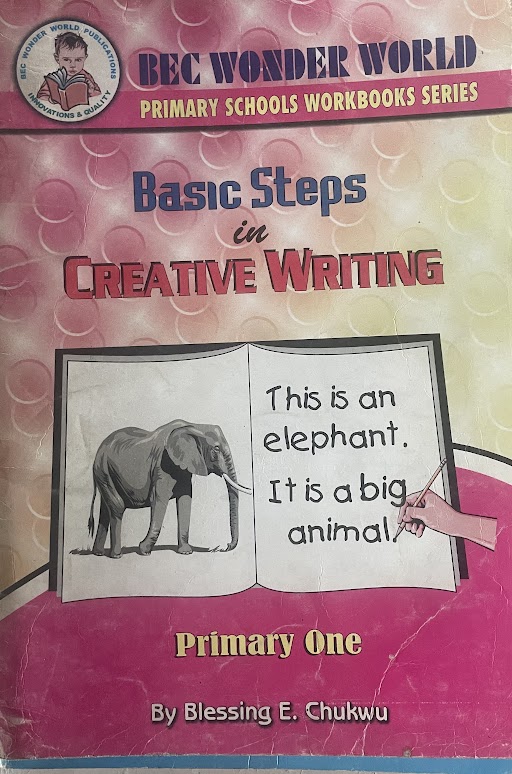 BEC WONDER WORLD PUBLICATIONS
INNOVATIONS & QUALITY
BEC WONDER WORLD
PRIMARY SCHOOLS WORKBOOKS SERIES
Basic Steps
in
CREATIVE WRITING
This is an
elephant.
It is a big
animal.
Primary One
By Blessing E. Chukwu